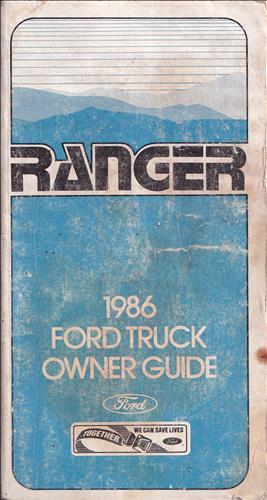 RANGER
1986
FORD TRUCK
OWNER GUIDE
Ford
TOGETHER
WE CAN SAVE LIVES
Ford